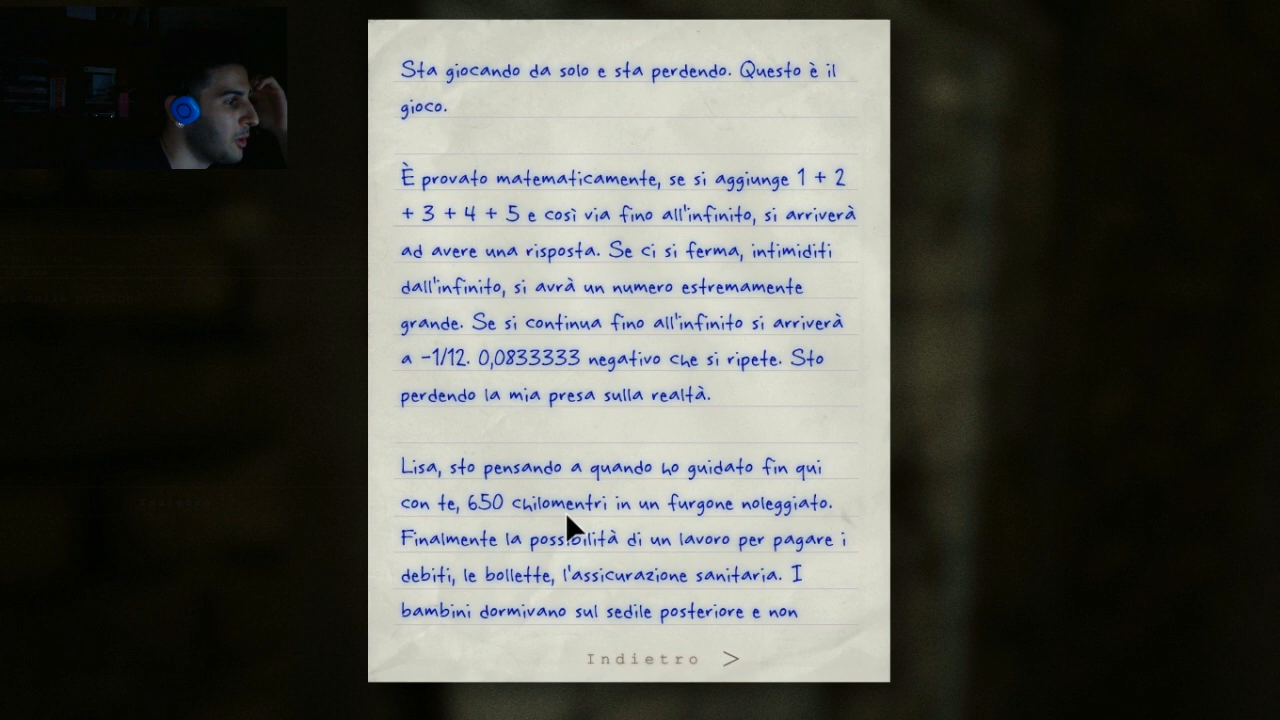 Sta giocando da solo e sta perdendo. Questo è il
gioco.
È provato matematicamente, se si aggiunge 1 + 2
+ 3 + 4 + 5 e così via fino all'infinito, si arriverà
ad avere una risposta. Se ci si ferma, intimiditi
dall'infinito, si avrà un numero estremamente
grande. Se si continua fino all'infinito si arriverà
a -1/12. 0,0833333 negativo che si ripete. Sto
perdendo la mia presa sulla realtà.
Lisa, sto pensando a quando ho guidato fin qui
con te, 650 chilomentri in un furgone noleggiato.
Finalmente la possibilità di un lavoro per pagare i
debiti, le bollette, l'assicurazione sanitaria. I
bambini dormivano sul sedile posteriore e non
Indietro >